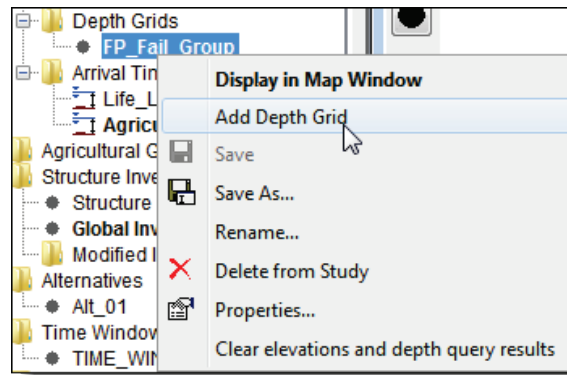 Depth Grids
FP_Fail_Group
Arrival Tin
Life_L
Agricu
Agricultural G
Structure Inve
Structure
Global Inv
Modified I
Alternatives
Alt_01
Time Window
TIME_WIN
Display in Map Window
Add Depth Grid
Save
Save As...
Rename...
Delete from Study
Properties...
Clear elevations and depth query results